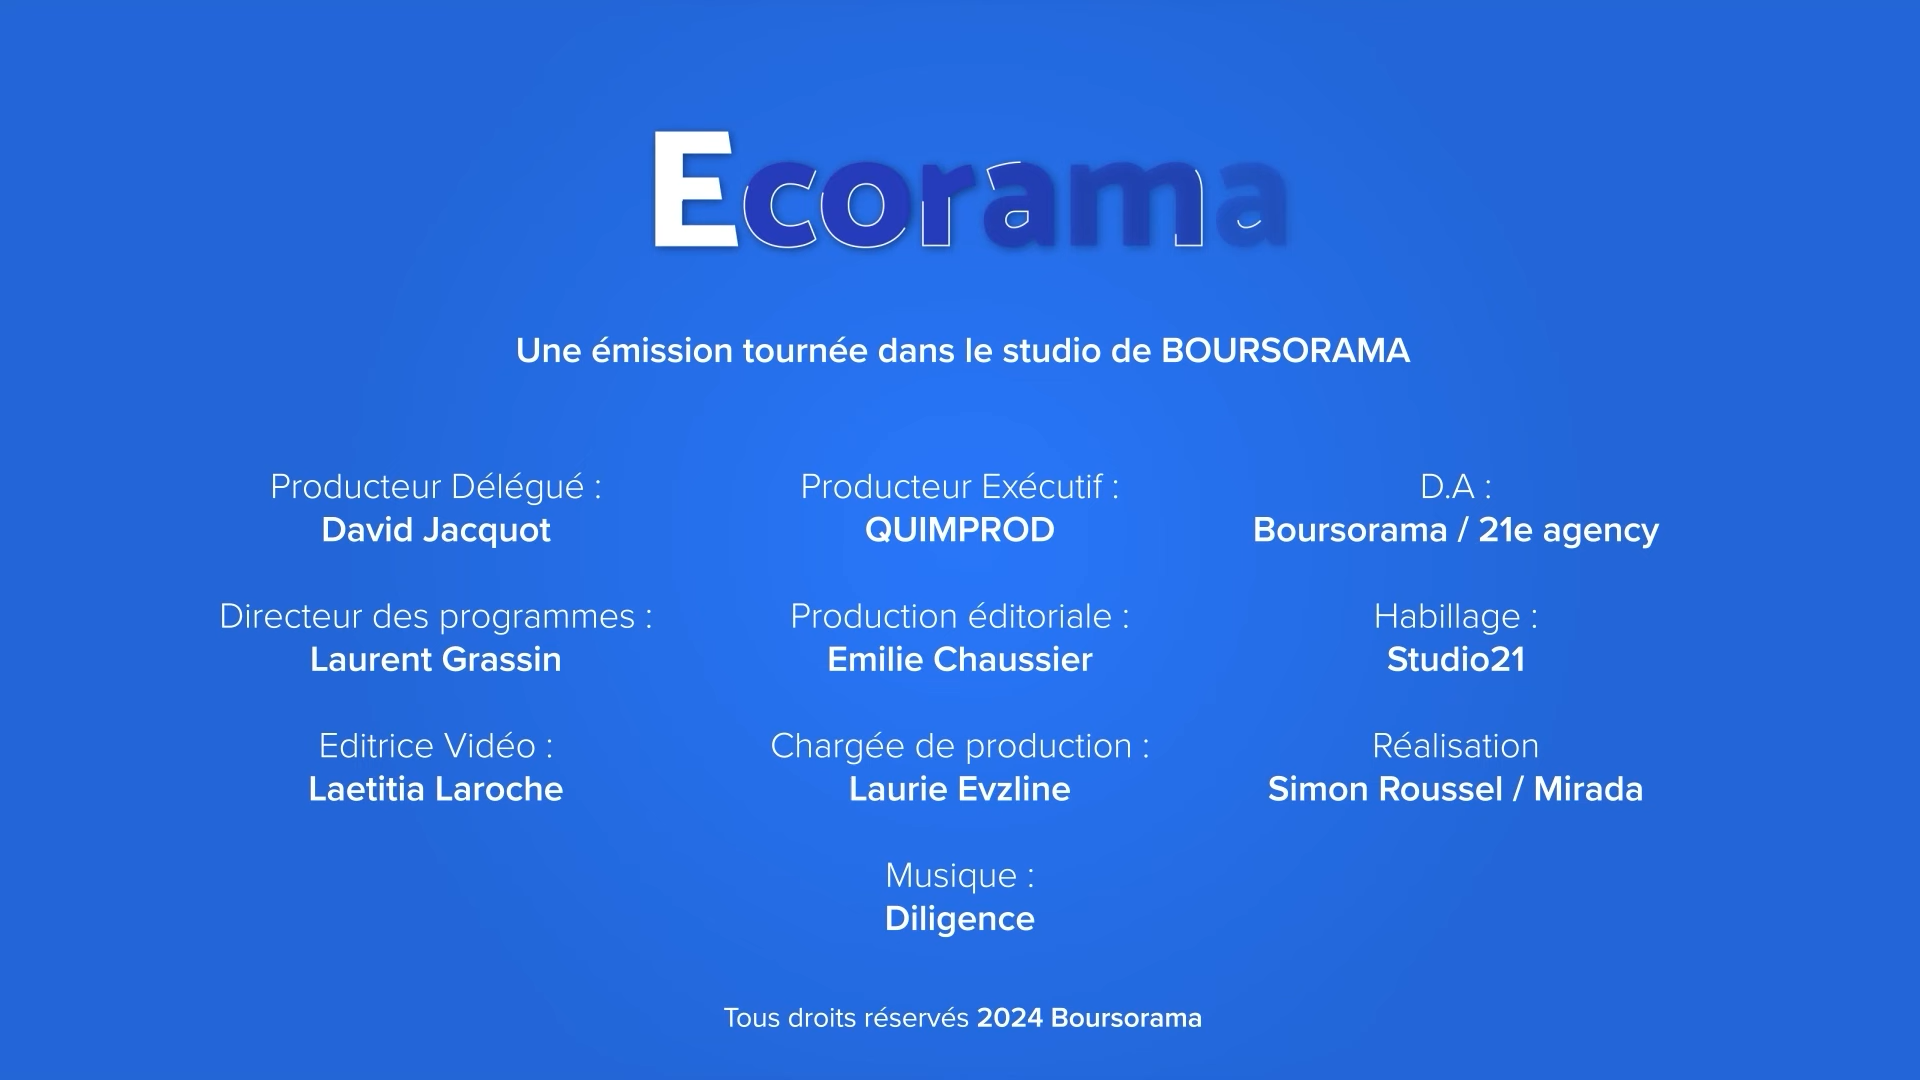 Ecorama
Une émission tournée dans le studio de BOURSORAMA
Producteur Délégué :
David Jacquot
Directeur des programmes :
Laurent Grassin
Editrice Vidéo :
Laetitia Laroche
Producteur Exécutif :
QUIMPROD
Production éditoriale :
Emilie Chaussier
Chargée de production :
Laurie Evzline
Musique :
Diligence
D.A :
Boursorama / 21e agency
Habillage :
Studio21
Réalisation
Simon Roussel / Mirada
Tous droits réservés 2024 Boursorama